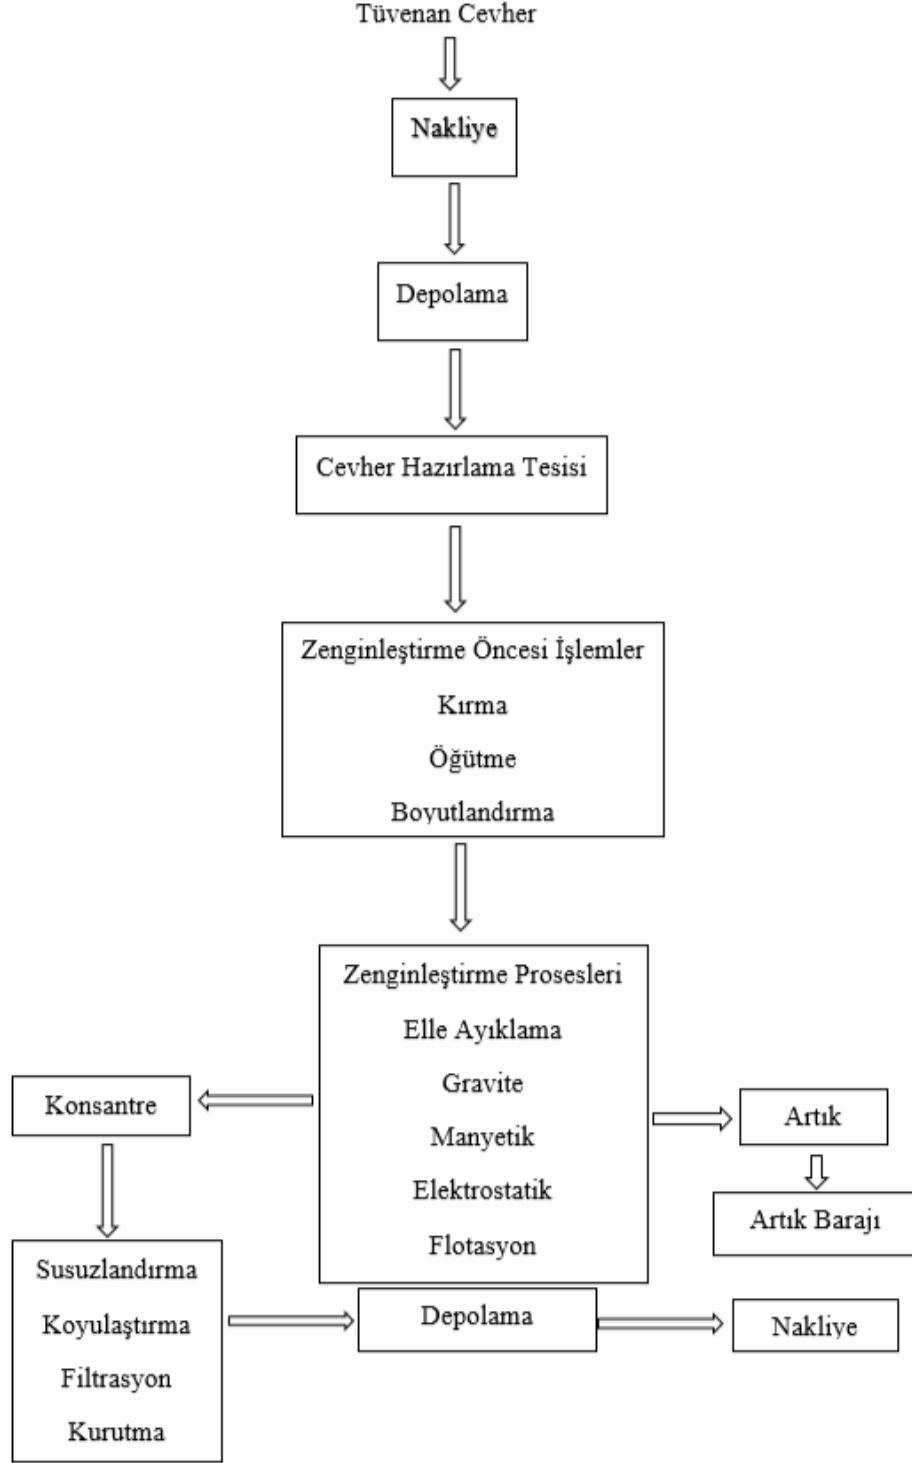 Tüvenan Cevher
Nakliye
Depolama
Cevher Hazırlama Tesisi
Zenginleştirme Öncesi İşlemler
Kırma
Öğütme
Boyutlandırma
Zenginleştirme Prosesleri
Elle Ayıklama
Gravite
Manyetik
Elektrostatik
Flotasyon
Konsantre
Artık
Artık Barajı
Susuzlandırma
Koyulaştırma
Filtrasyon
Kurutma
Depolama
Nakliye